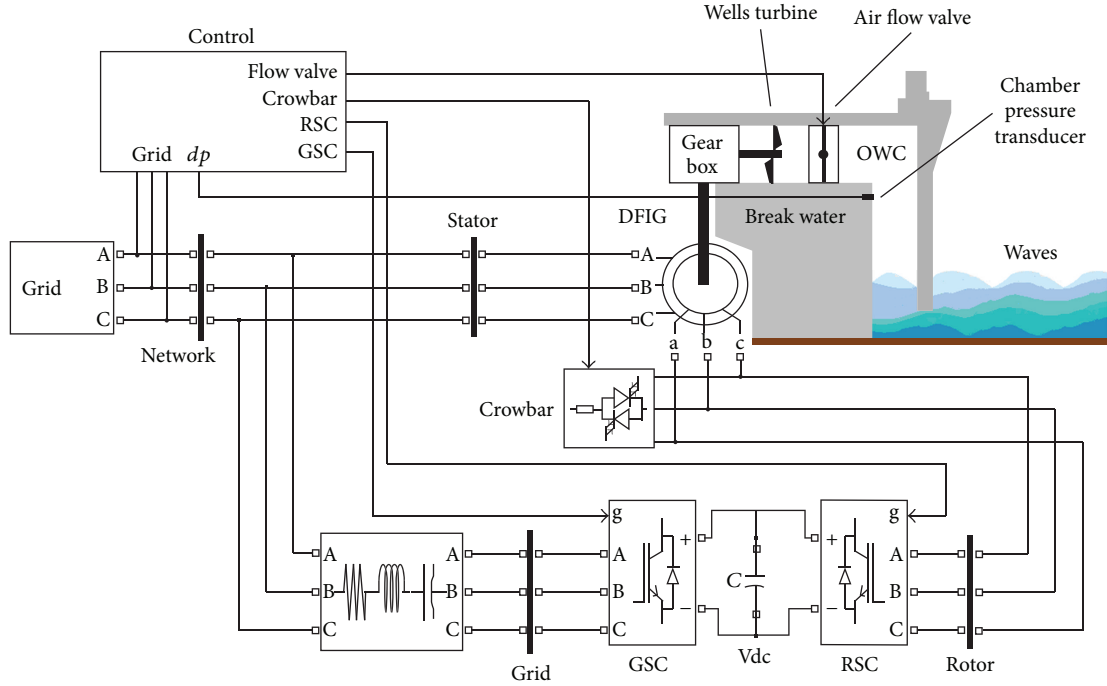 Wells turbine
Air flow valve
Control
Flow valve
Crowbar
RSC
GSC
Grid
dp
Chamber
pressure
transducer
Gear
box
OWC
Stator
DFIG
Break water
Waves
Grid
A
B
C
A
B
C
Network
a
b
c
Crowbar
g
g
A
B
C
A
B
C
A
B
C
+
−
C
+
−
A
B
C
Grid
GSC
Vdc
RSC
Rotor